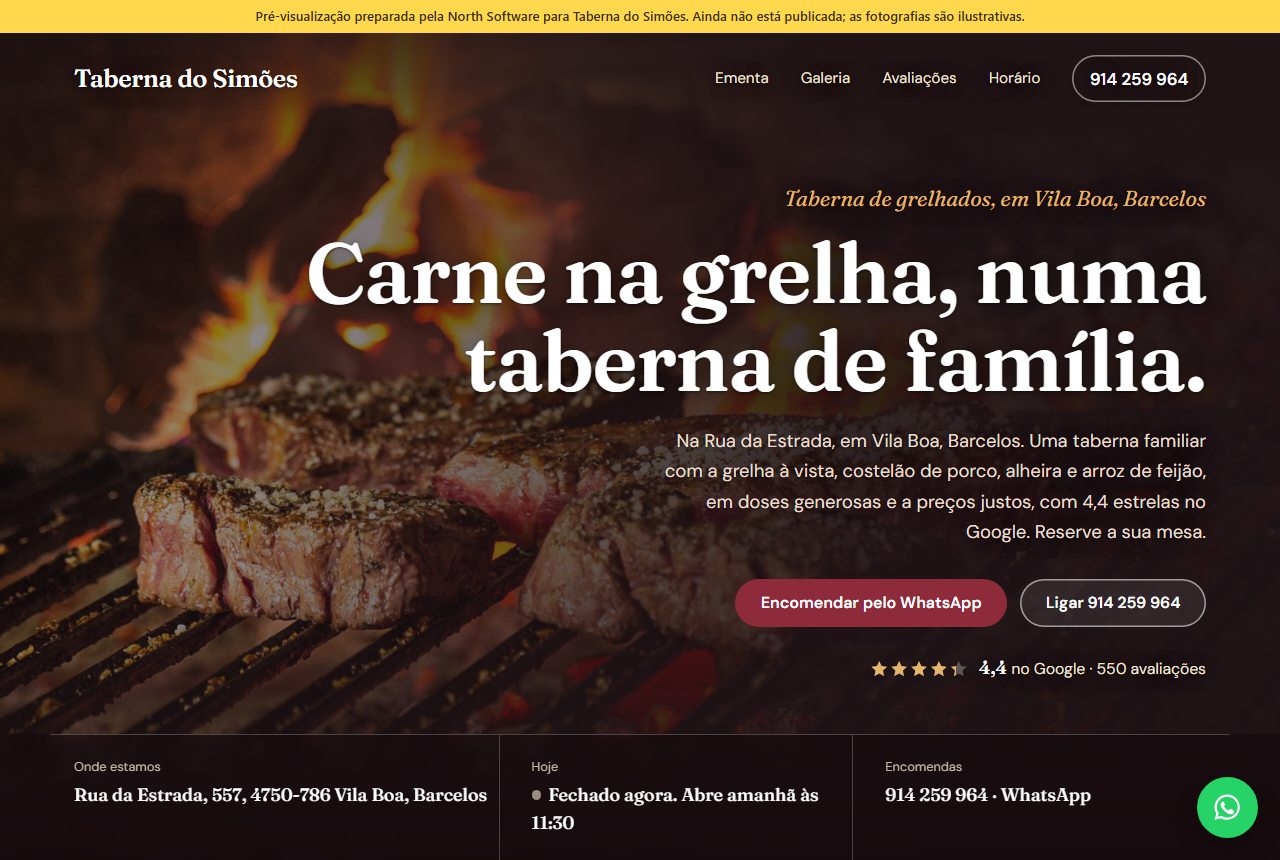 Pré-visualização preparada pela North Software para Taberna do Simões. Ainda não está publicada; as fotografias são ilustrativas.
Taberna do Simões
Ementa
Galeria
Avaliações
Horário
914 259 964
Taberna de grelhados, em Vila Boa, Barcelos
Carne na grelha, numa
taberna de família.
Na Rua da Estrada, em Vila Boa, Barcelos. Uma taberna familiar
com a grelha à vista, costelão de porco, alheira e arroz de feijão,
em doses generosas e a preços justos, com 4,4 estrelas no
Google. Reserve a sua mesa.
Encomendar pelo WhatsApp
Ligar 914 259 964
4,4 no Google · 550 avaliações
Onde estamos
Rua da Estrada, 557, 4750-786 Vila Boa, Barcelos
Hoje
Fechado agora. Abre amanhã às
11:30
Encomendas
914 259 964 · WhatsApp